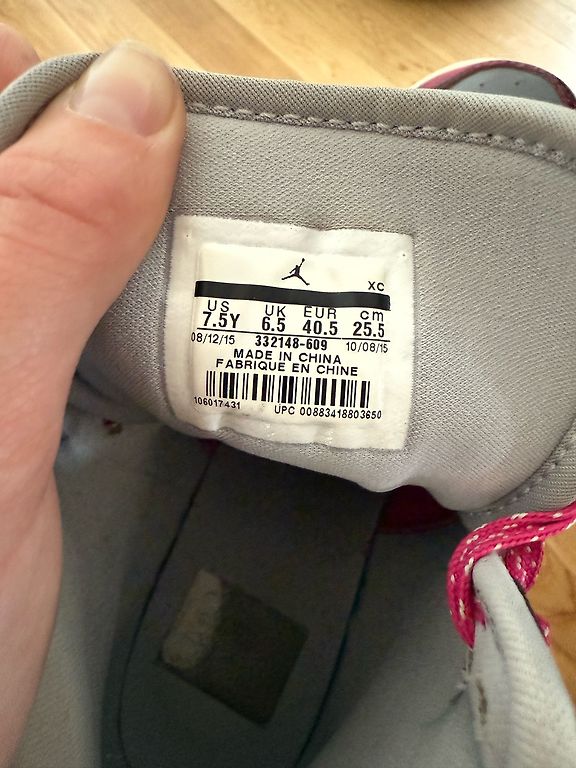 XC
US UK EUR cm
7.5Y 6.5 40.5 25.5
08/12/15 332148-609 10/08/15
MADE IN CHINA
FABRIQUE EN CHINE
106017431 UPC 00883418803650